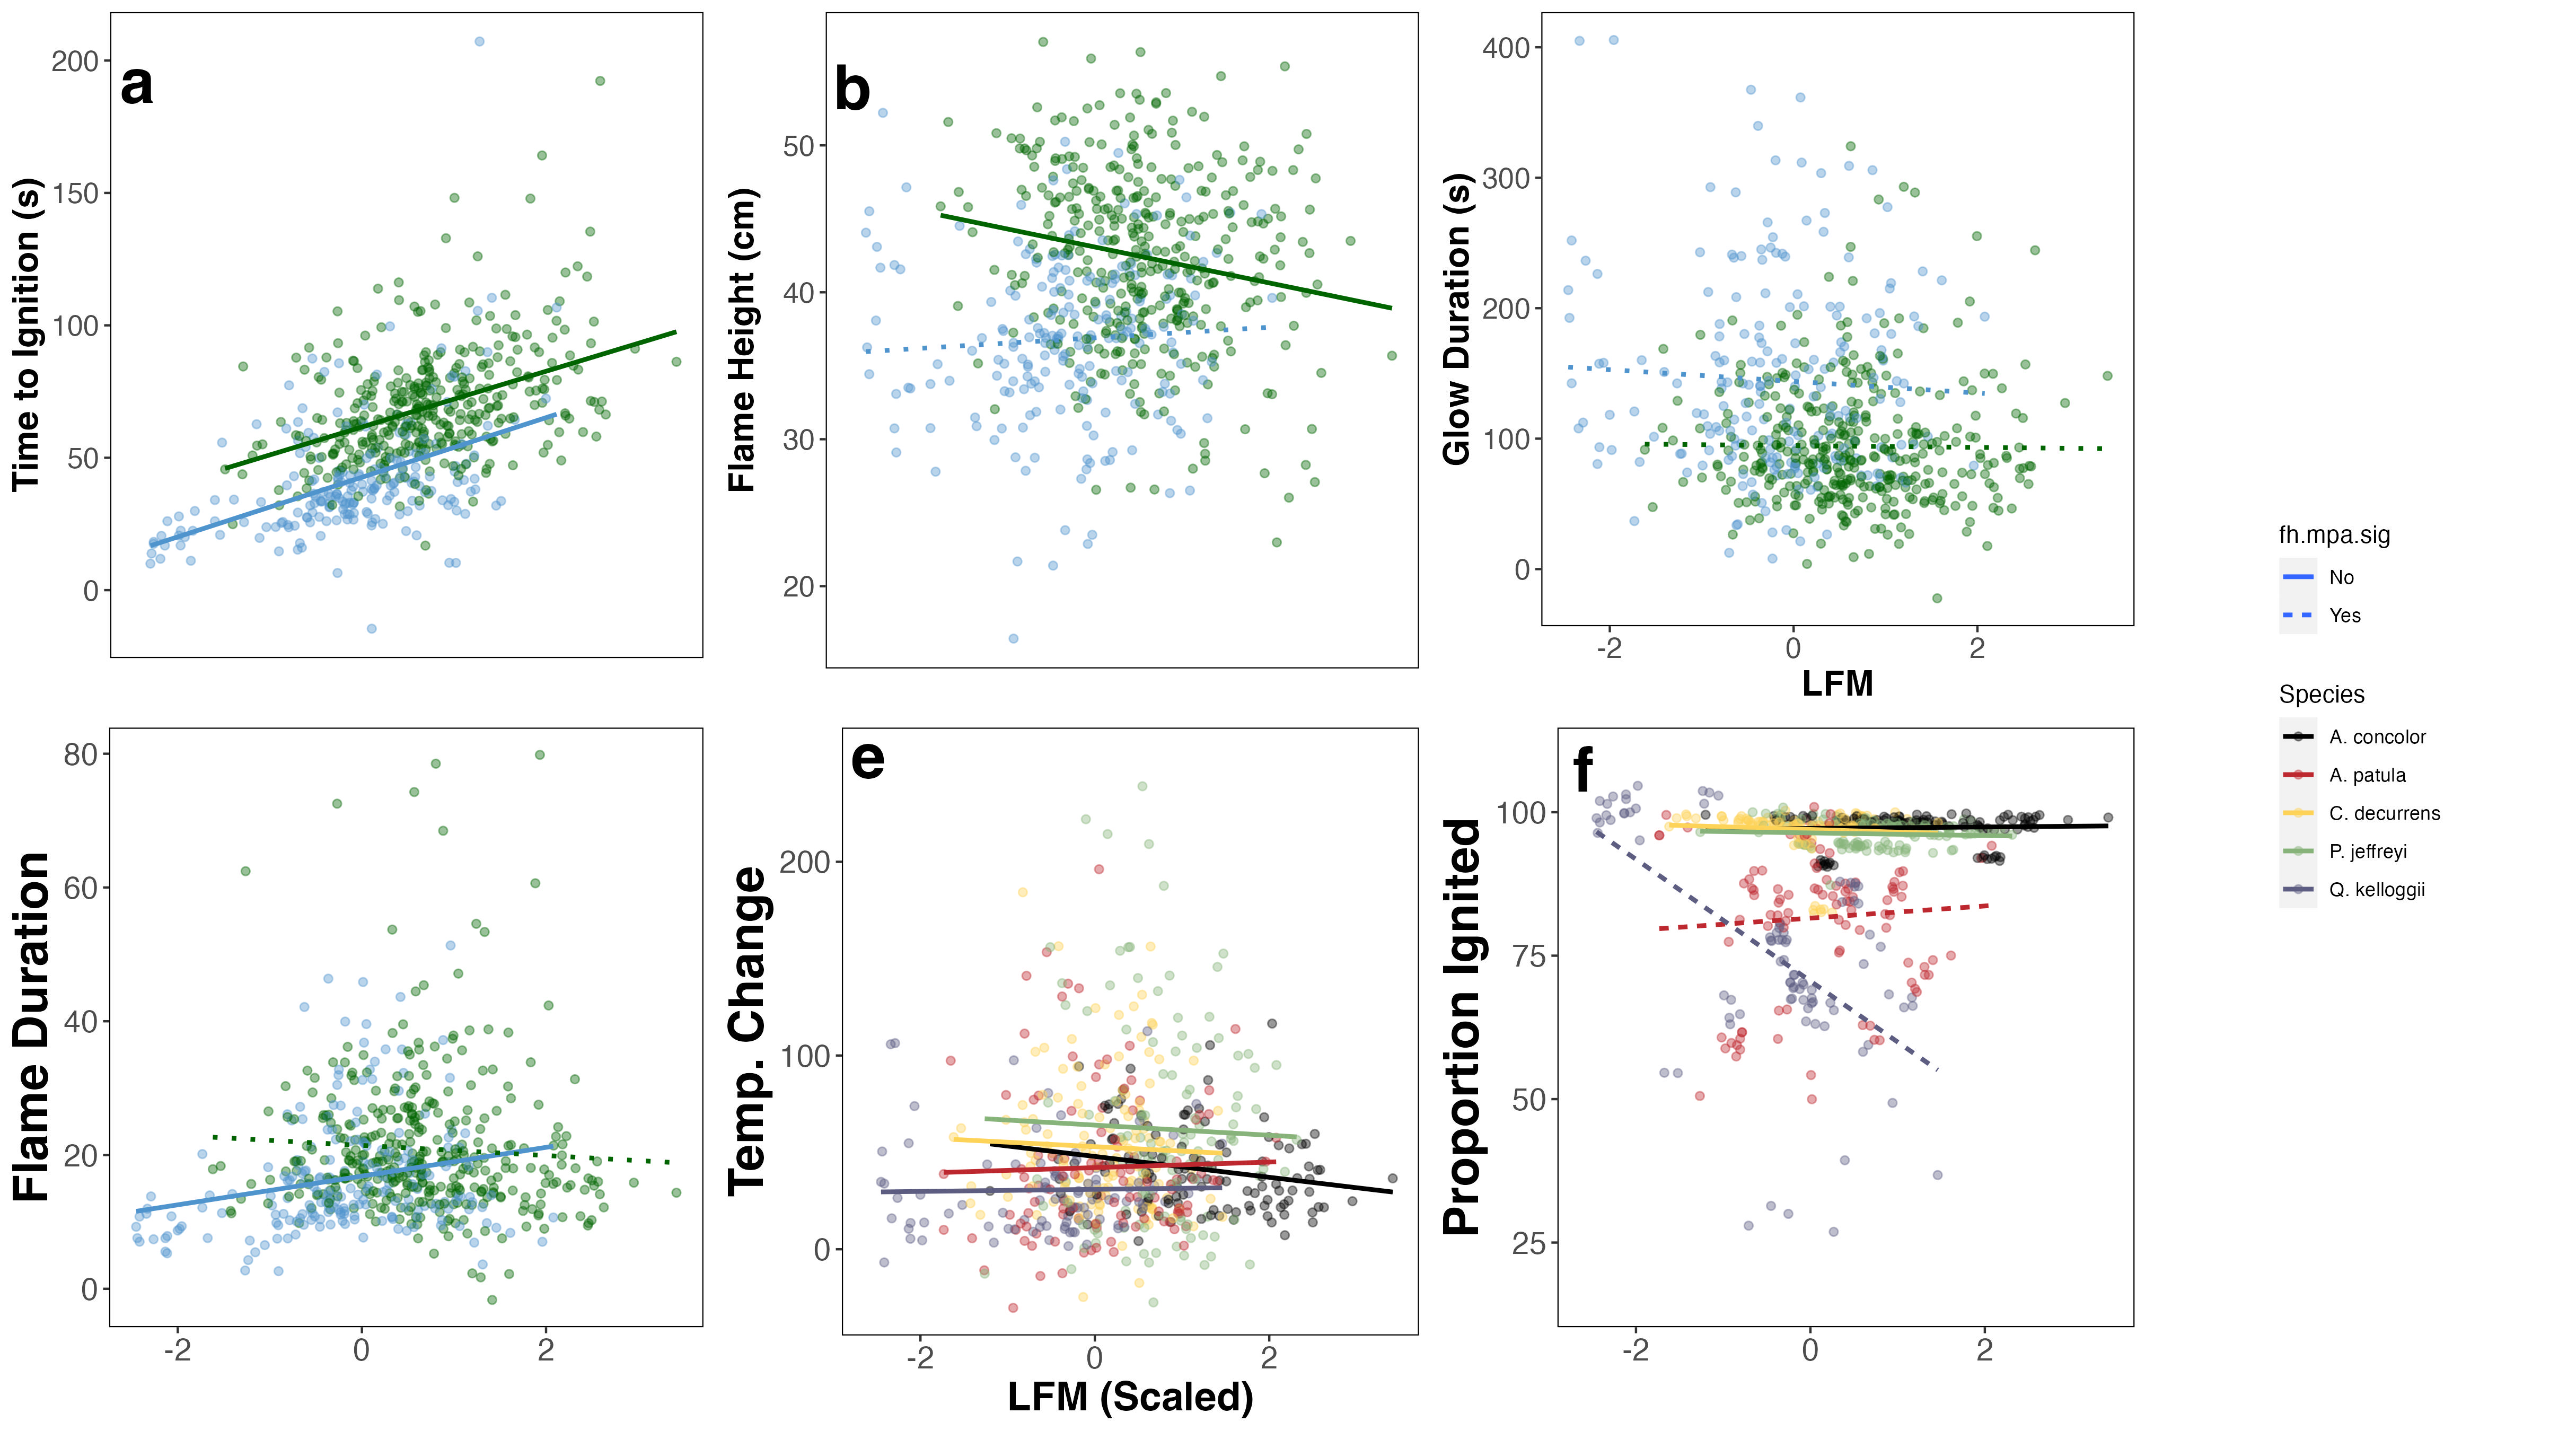 a
Time to Ignition (s)
200
150
100
50
0
b
Flame Height (cm)
50
40
30
20
Glow Duration (s)
400
300
200
100
0
-2 0 2
LFM
Flame Duration
80
60
40
20
0
-2 0 2
e
Temp. Change
200
100
0
-2 0 2
LFM (Scaled)
f
Proportion Ignited
100
75
50
25
-2 0 2
fh.mpa.sig
No
Yes
Species
A. concolor
A. patula
C. decurrens
P. jeffreyi
Q. kelloggii